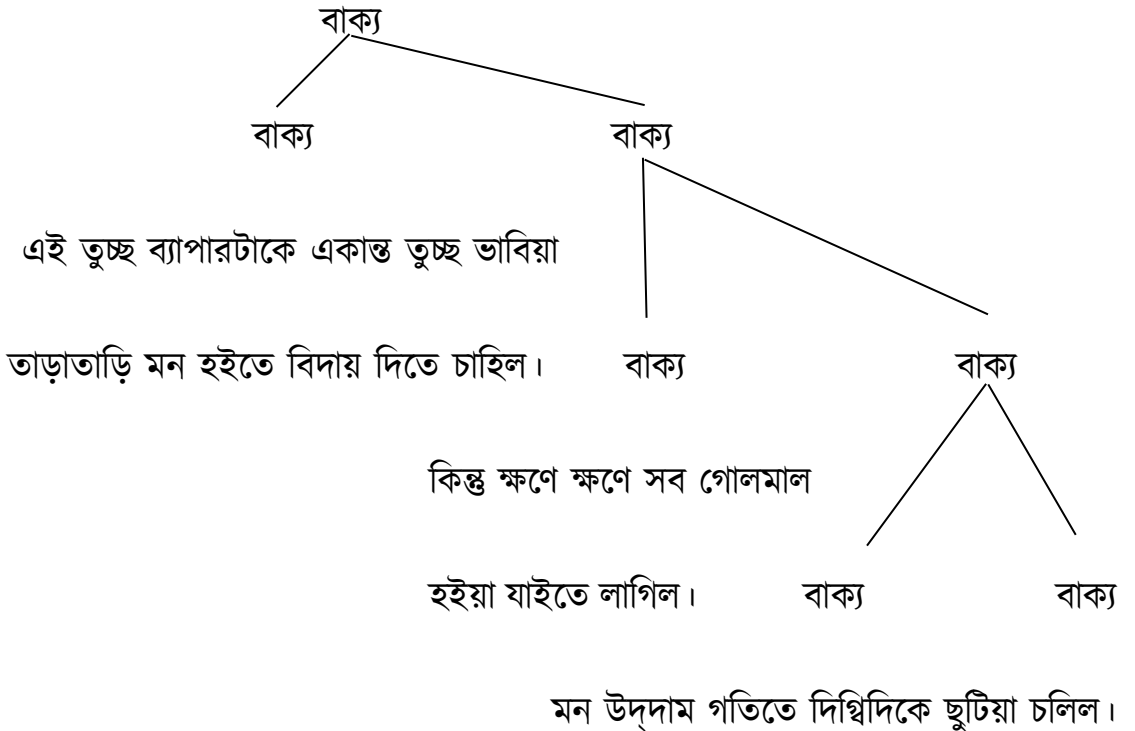 বাক্য
বাক্য বাক্য
এই তুচ্ছ ব্যাপারটাকে একান্ত তুচ্ছ ভাবিয়া
তাড়াতাড়ি মন হইতে বিদায় দিতে চাহিল। বাক্য বাক্য
কিন্তু ক্ষণে ক্ষণে সব গোলমাল
হইয়া যাইতে লাগিল। বাক্য বাক্য
মন উদ্‌দাম গতিতে দিগ্বিদিকে ছুটিয়া চলিল।